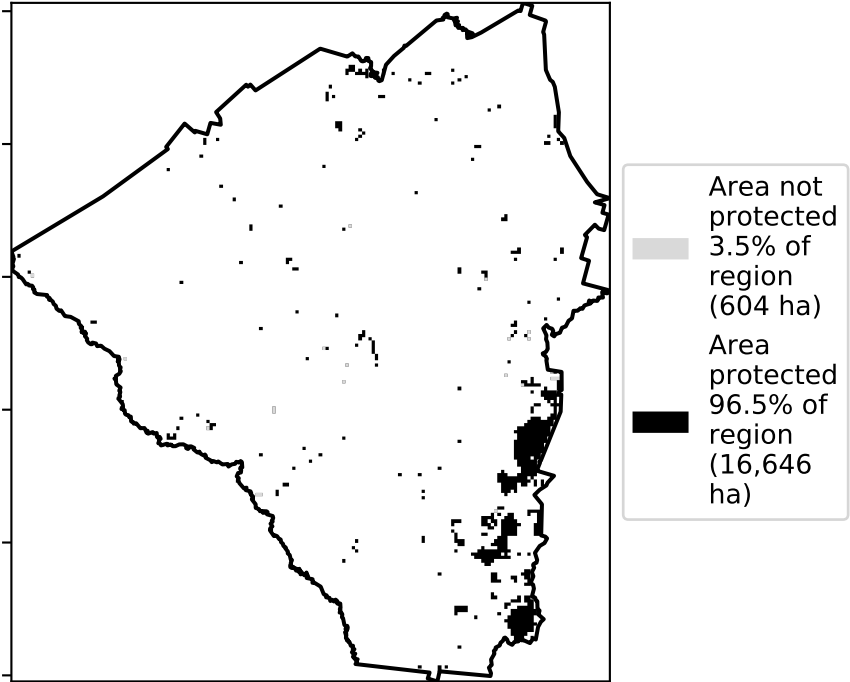 Area not
protected
3.5% of
region
(604 ha)
Area
protected
96.5% of
region
(16,646
ha)